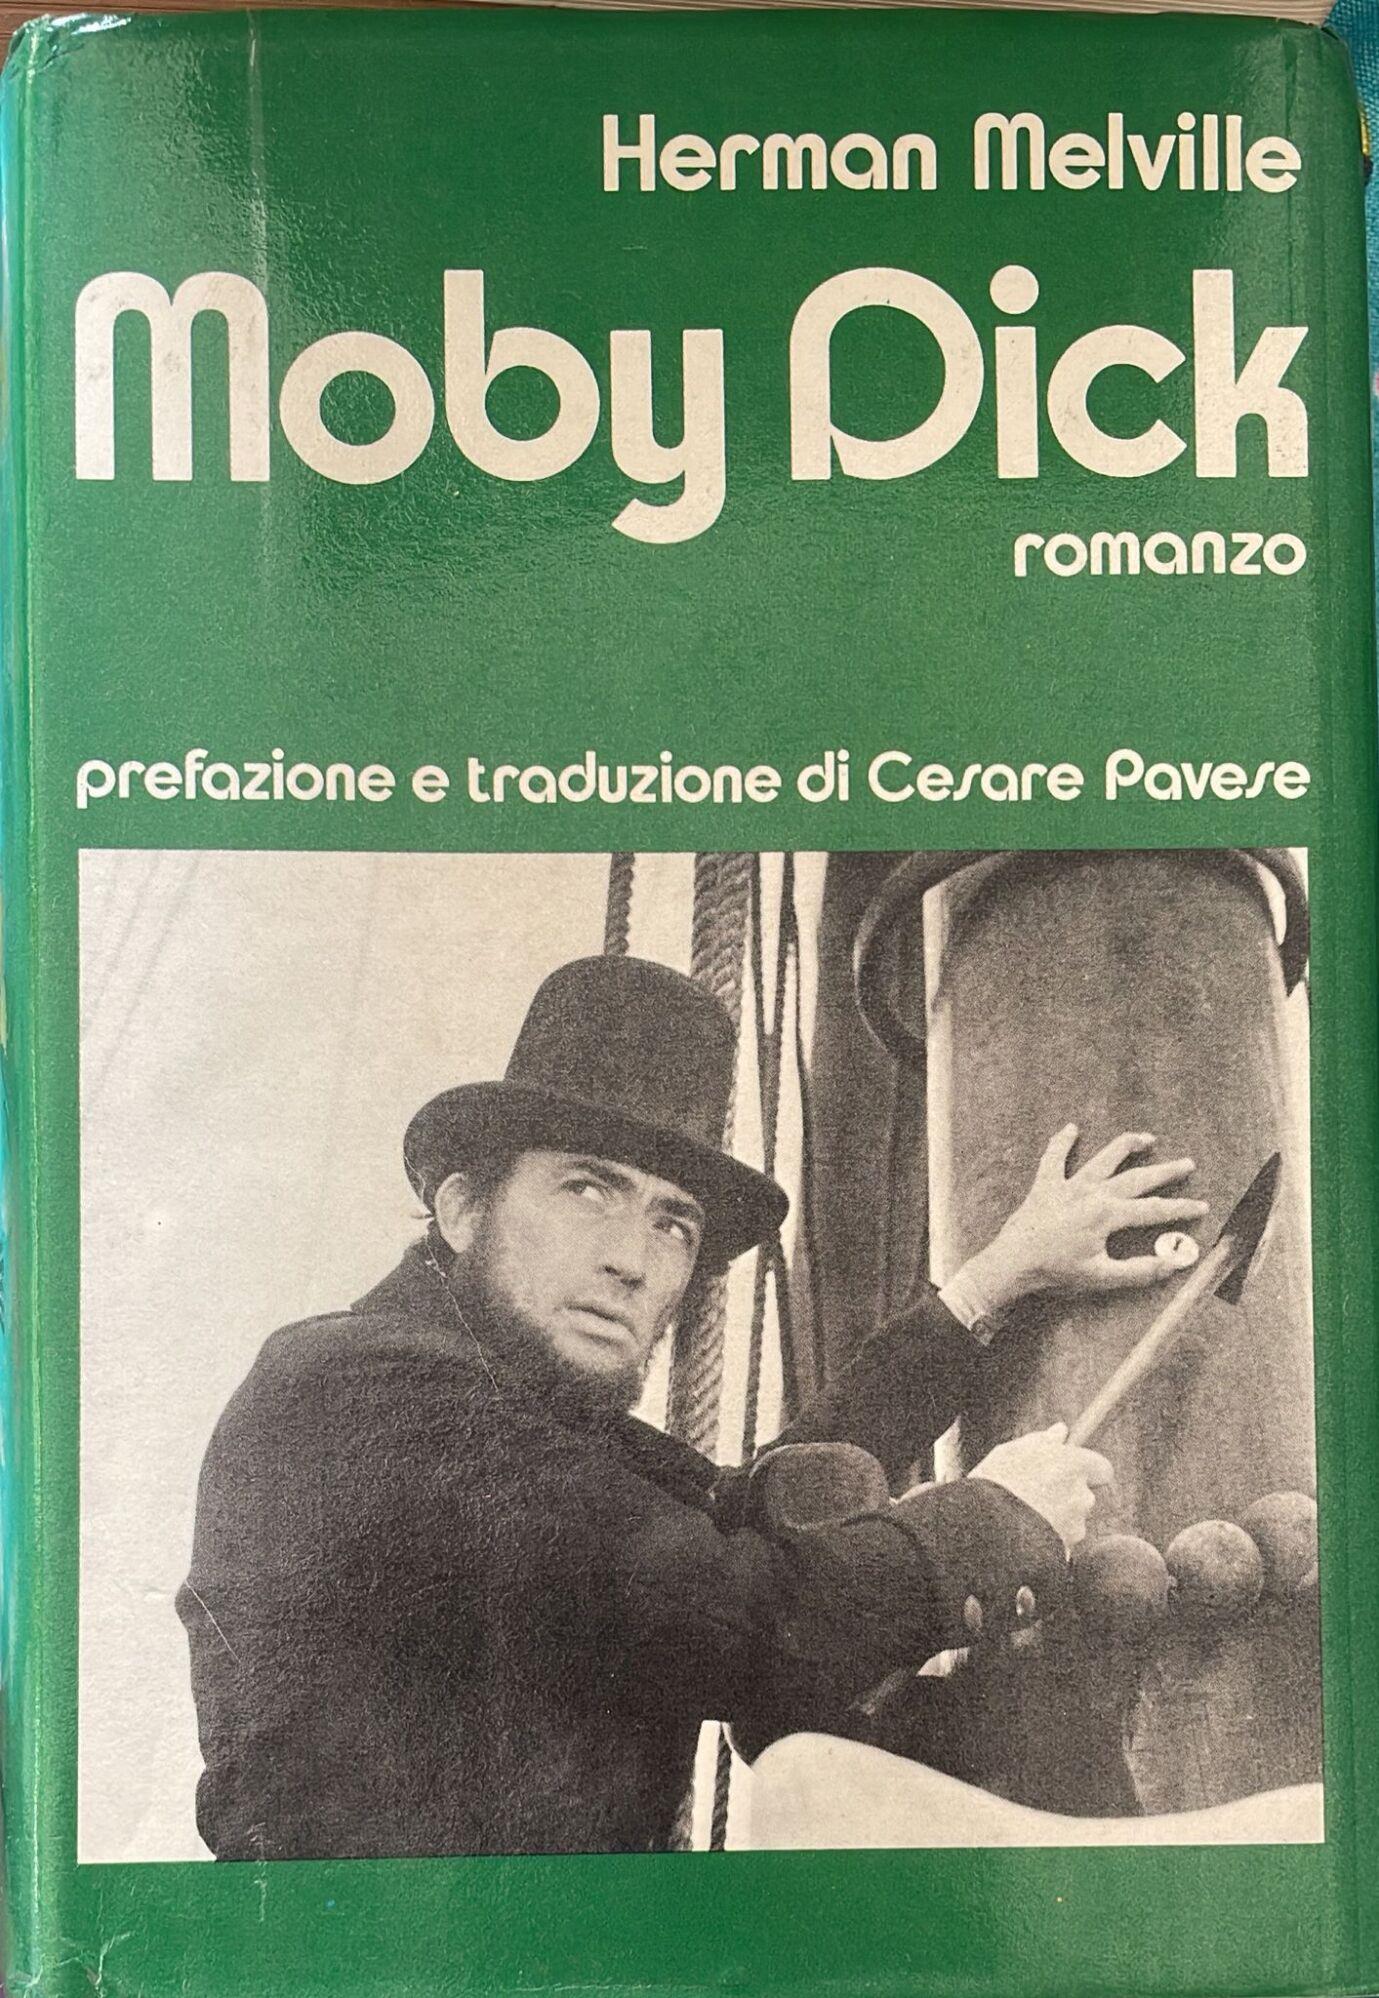 Herman Melville
Moby Dick
romanzo
prefazione e traduzione di Cesare Pavese